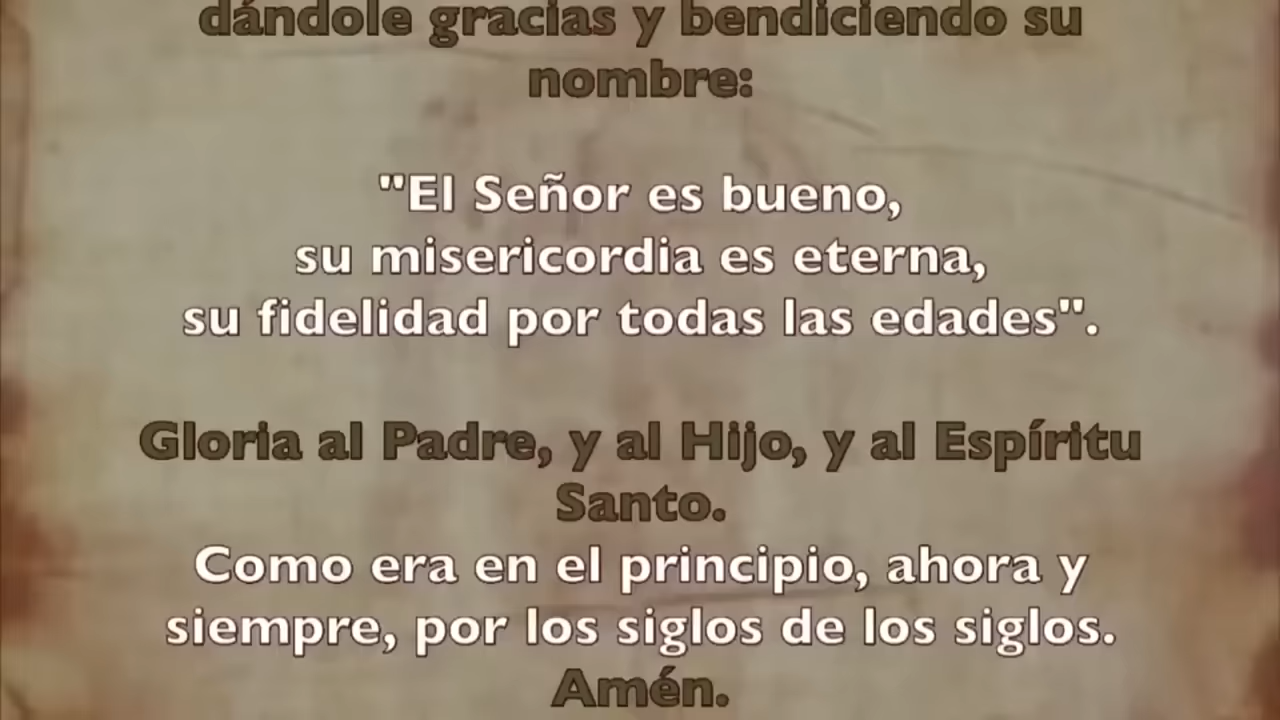 dándole gracias y bendiciendo su
nombre:
"El Señor es bueno,
su misericordia es eterna,
su fidelidad por todas las edades".
Gloria al Padre, y al Hijo, y al Espíritu
Santo.
Como era en el principio, ahora y
siempre, por los siglos de los siglos.
Amén.